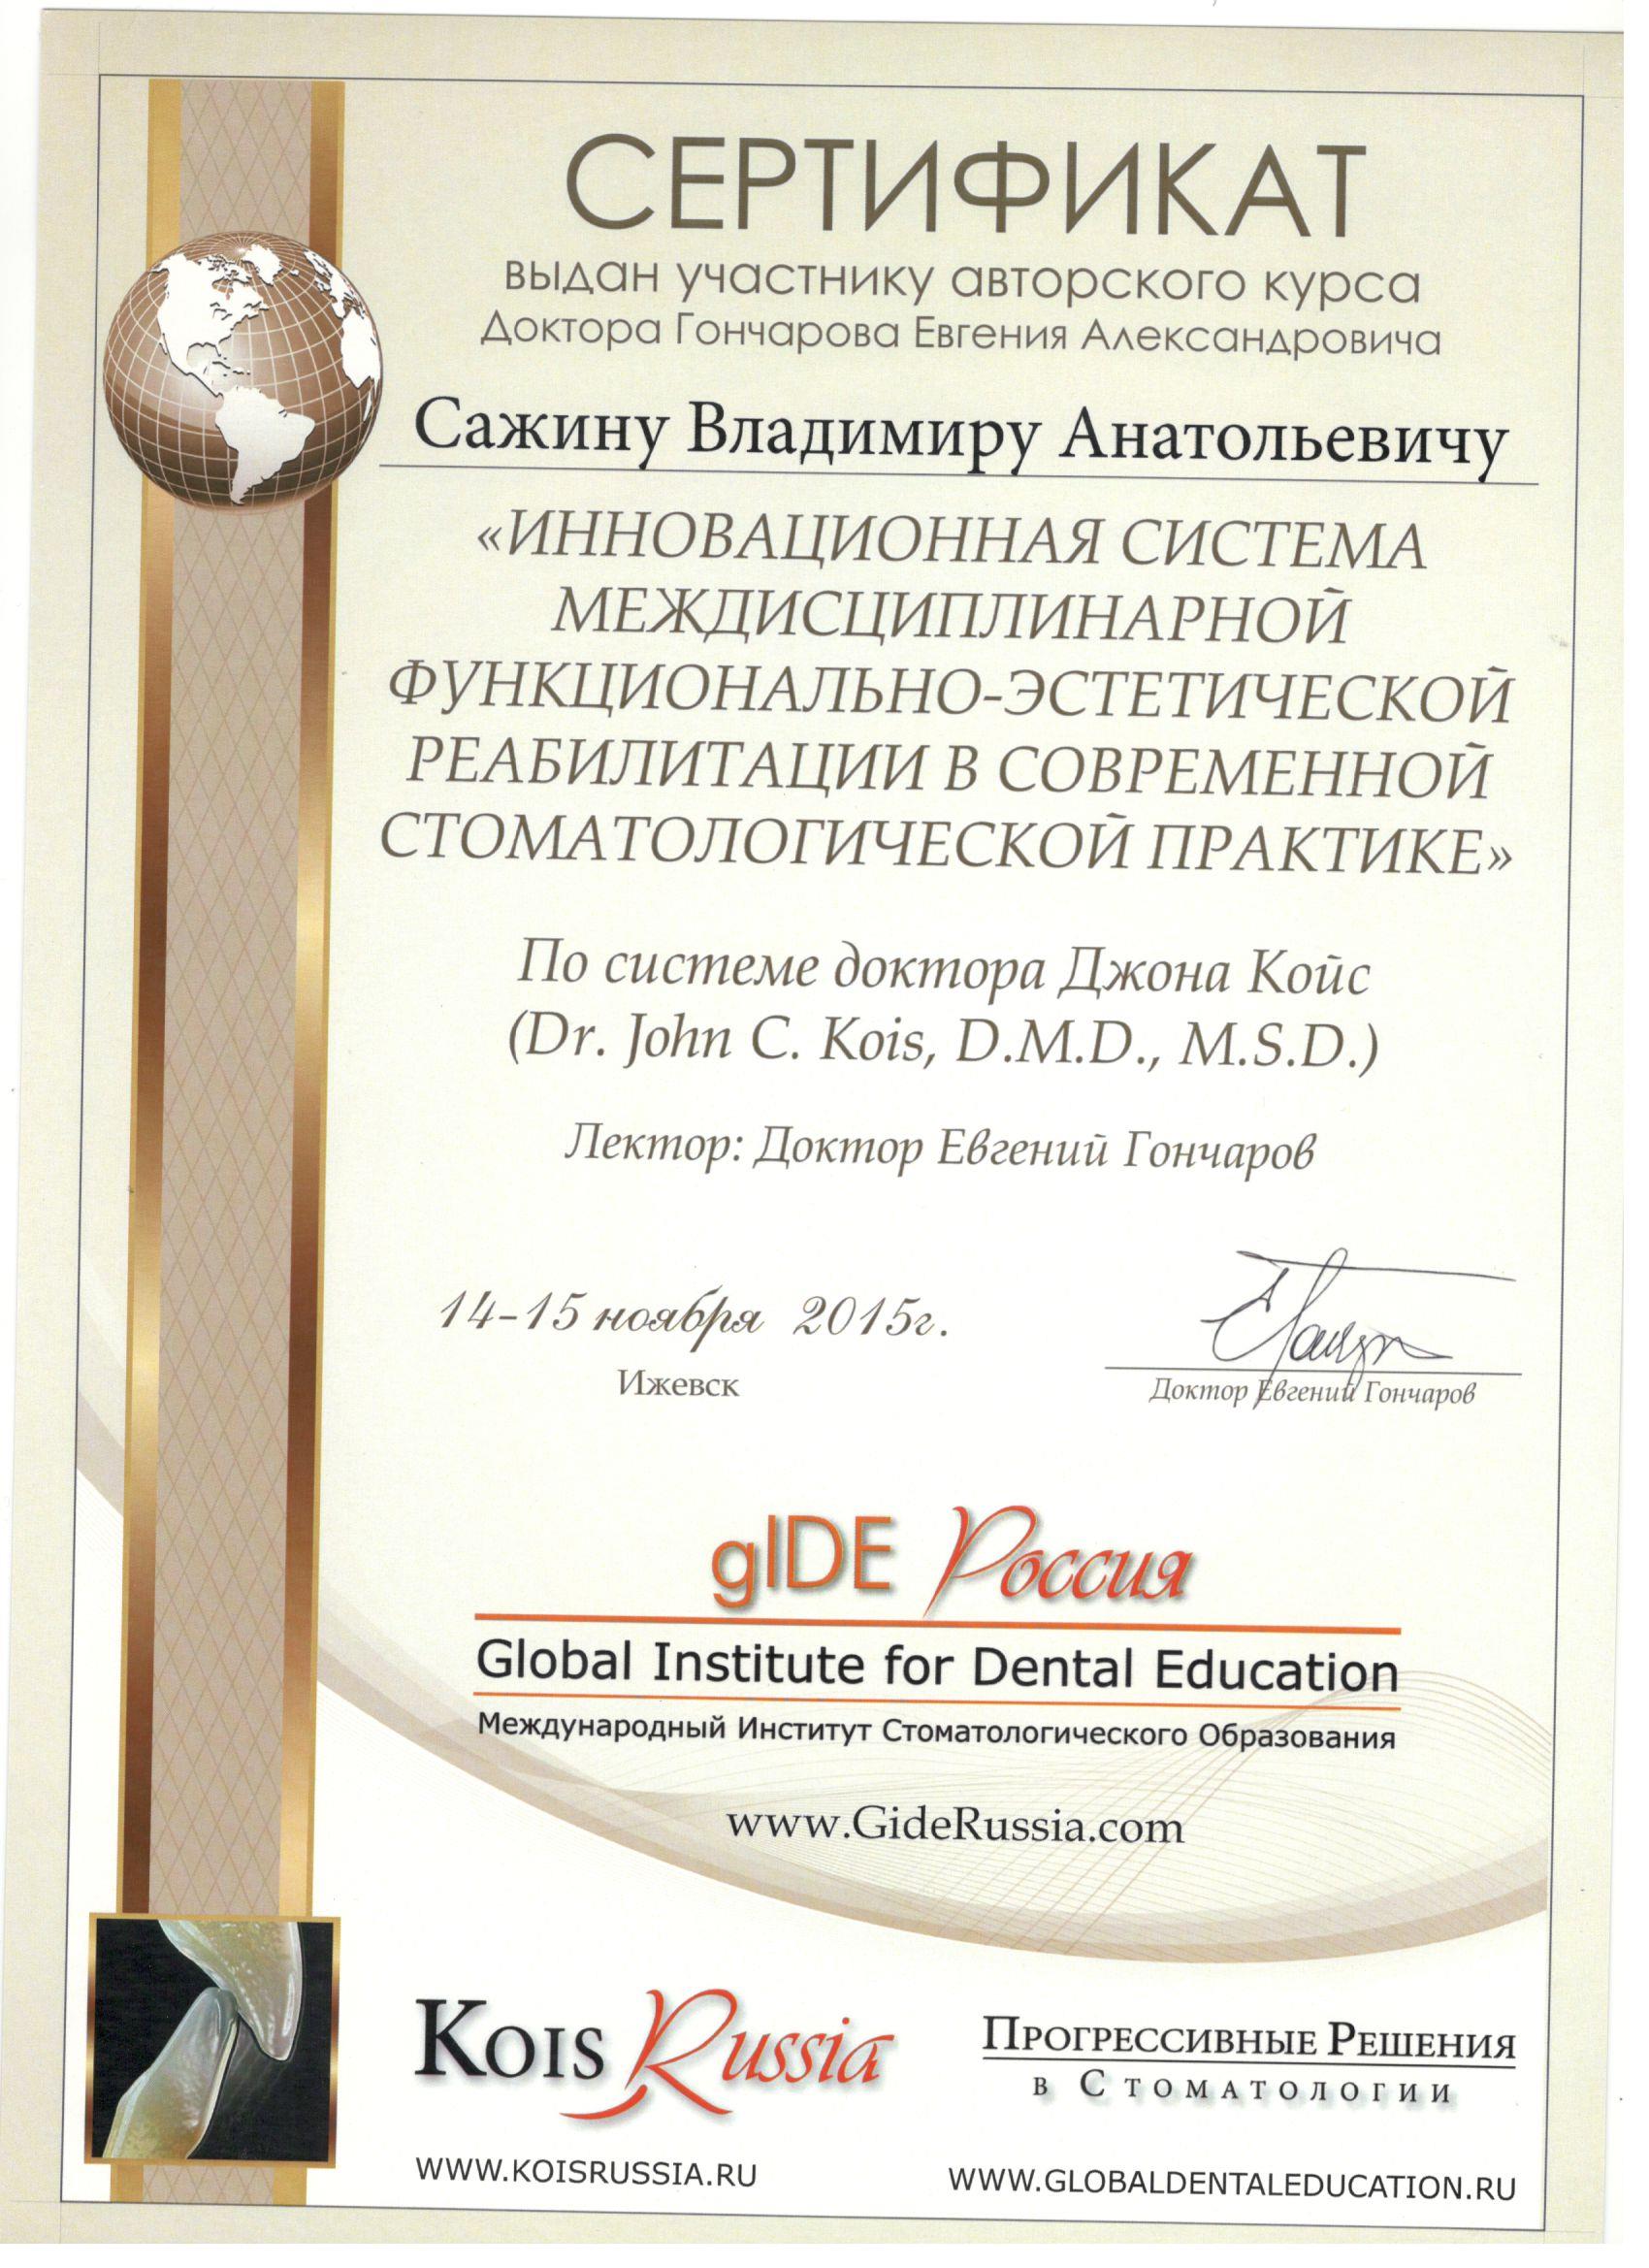 СЕРТИФИКАТ
выдан участнику авторского курса
Доктора Гончарова Евгения Александровича
Сажину Владимиру Анатольевичу
«ИННОВАЦИОННАЯ СИСТЕМА
МЕЖДИСЦИПЛИНАРНОЙ
ФУНКЦИОНАЛЬНО-ЭСТЕТИЧЕСКОЙ
РЕАБИЛИТАЦИИ В СОВРЕМЕННОЙ
СТОМАТОЛОГИЧЕСКОЙ ПРАКТИКЕ»
По системе доктора Джона Койс
(Dr. John C. Kois, D.M.D., M.S.D.)
Лектор: Доктор Евгений Гончаров
14-15 ноября 2015г.
Ижевск
Доктор Евгений Гончаров
gIDE Россия
Global Institute for Dental Education
Международный Институт Стоматологического Образования
www.GideRussia.com
KOIS Russia
ПРОГРЕССИВНЫЕ РЕШЕНИЯ
В СТОМАТОЛОГИИ
WWW.KOISRUSSIA.RU
WWW.GLOBALDENTALEDUCATION.RU